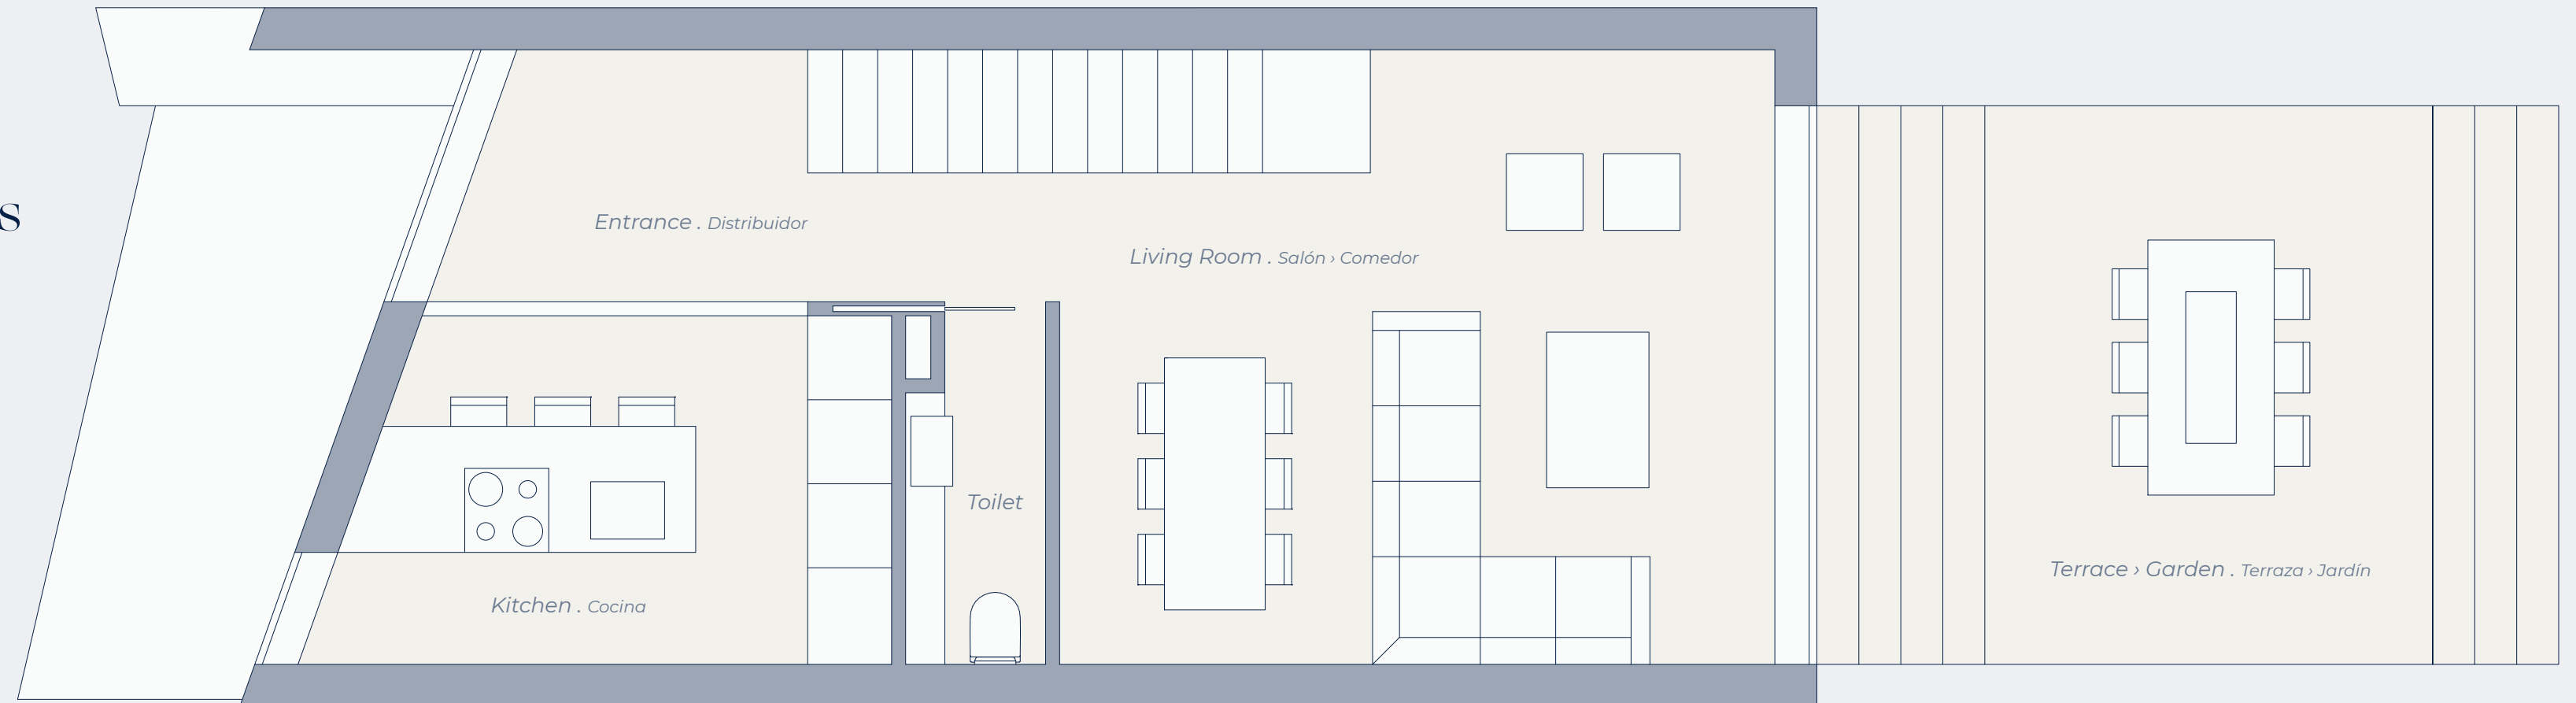 s
Entrance . Distribuidor
Living Room . Salón › Comedor
Toilet
Terrace › Garden . Terraza › Jardín
Kitchen . Cocina